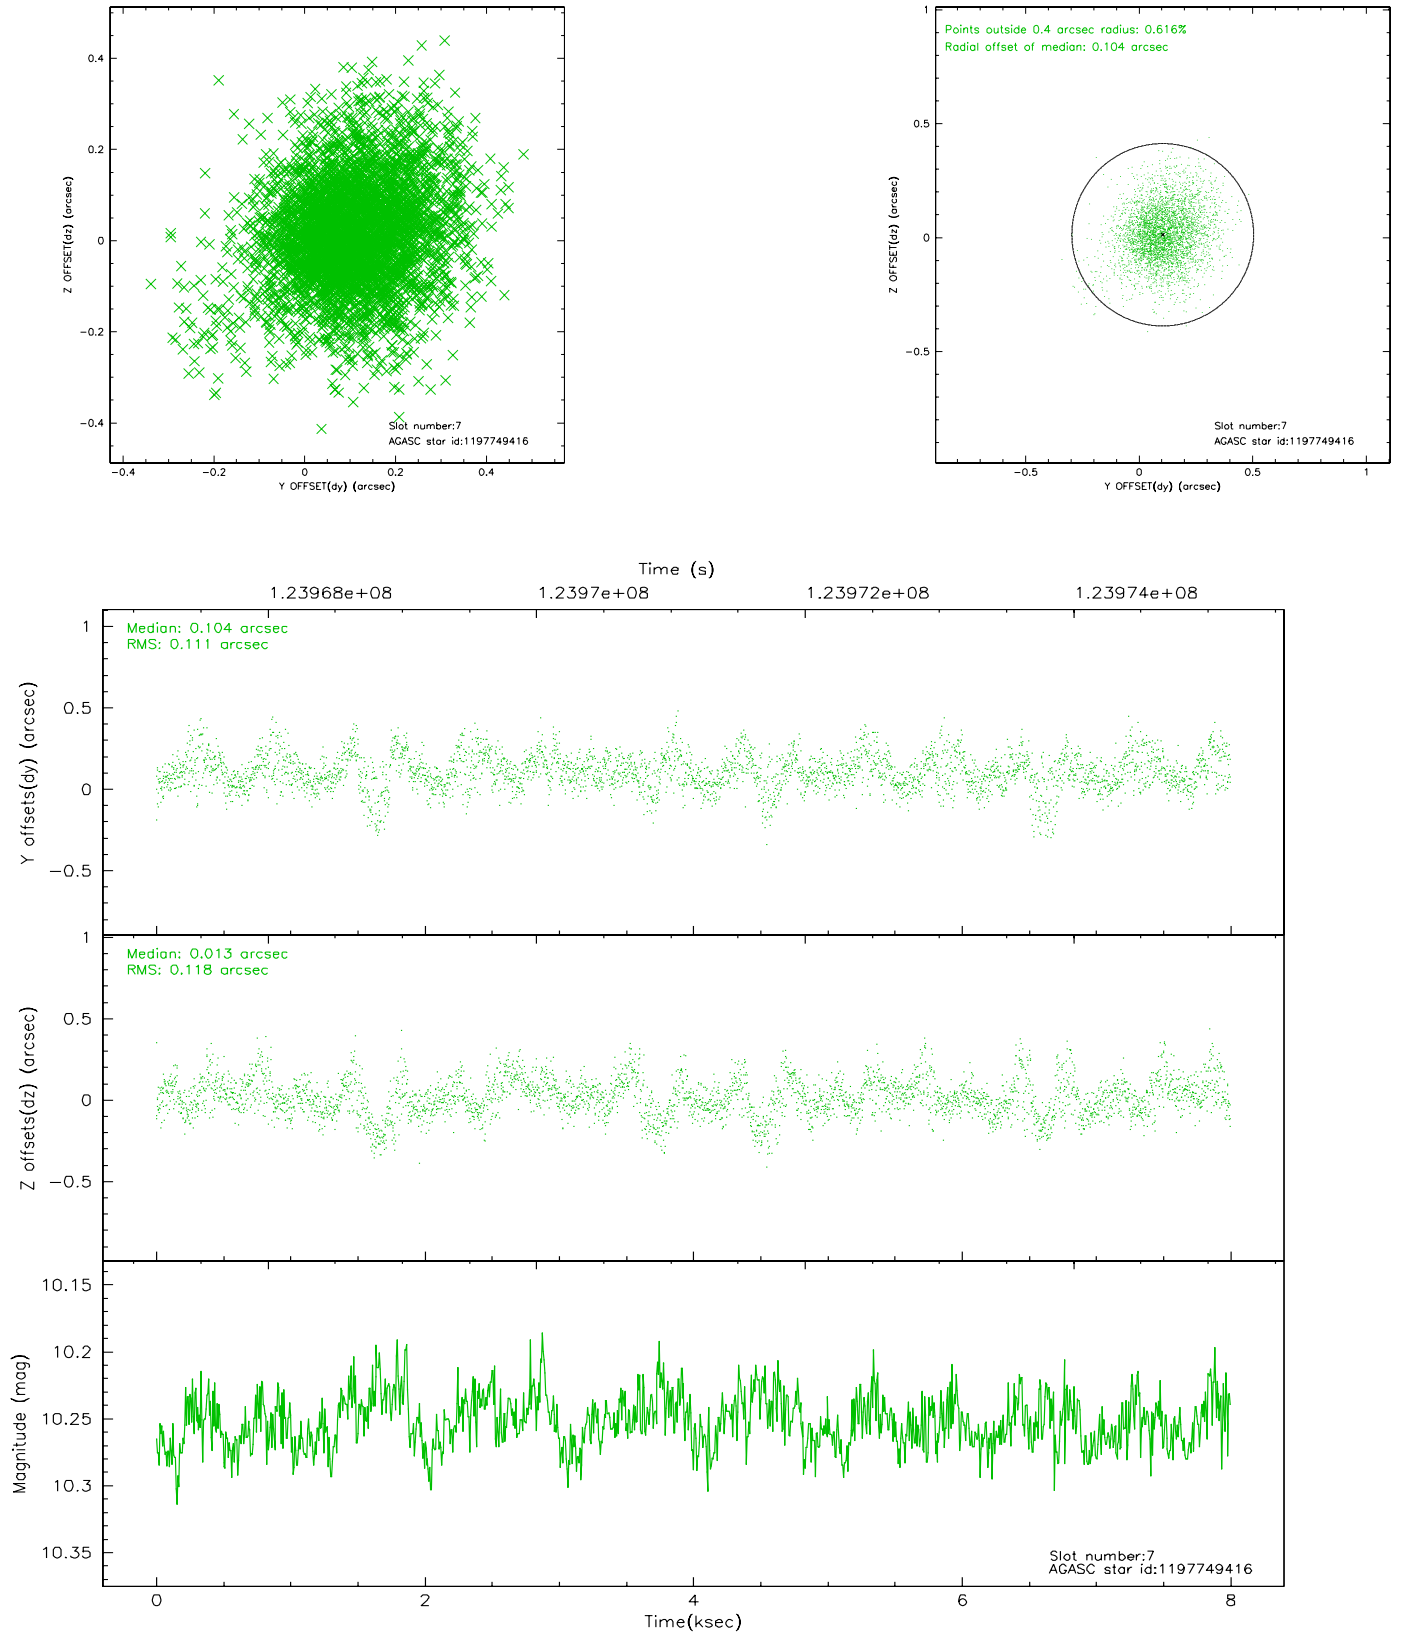 0.4
0.2
0
−0.2
−0.4
Z OFFSET(dz) (arcsec)
Slot number:7
AGASC star id:1197749416
−0.4 −0.2 0 0.2 0.4
Y OFFSET(dy) (arcsec)
Points outside 0.4 arcsec radius: 0.616%
Radial offset of median: 0.104 arcsec
1
0.5
0
−0.5
Z OFFSET(dz) (arcsec)
Slot number:7
AGASC star id:1197749416
−0.5 0 0.5 1
Y OFFSET(dy) (arcsec)
Time (s)
1.23968e+08 1.2397e+08 1.23972e+08 1.23974e+08
Median: 0.104 arcsec
RMS: 0.111 arcsec
1
0.5
0
−0.5
Y offsets(dy) (arcsec)
Median: 0.013 arcsec
RMS: 0.118 arcsec
1
0.5
0
−0.5
Z offsets(dz) (arcsec)
10.15
10.2
10.25
10.3
10.35
Magnitude (mag)
Slot number:7
AGASC star id:1197749416
0 2 4 6 8
Time(ksec)